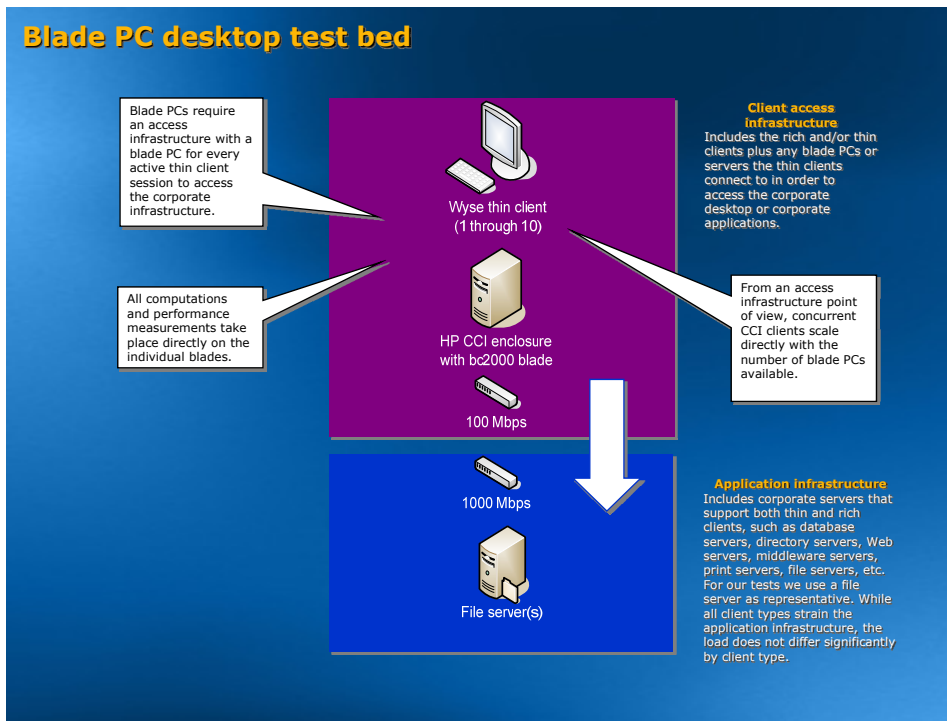 Blade PC desktop test bed
Blade PCs require
an access
infrastructure with a
blade PC for every
active thin client
session to access
the corporate
infrastructure.
All computations
and performance
measurements take
place directly on the
individual blades.
Wyse thin client
(1 through 10)
HP CCI enclosure
with bc2000 blade
100 Mbps
1000 Mbps
File server(s)
Client access
infrastructure
Includes the rich and/or thin
clients plus any blade PCs or
servers the thin clients
connect to in order to
access the corporate
desktop or corporate
applications.
From an access
infrastructure point
of view, concurrent
CCI clients scale
directly with the
number of blade PCs
available.
Application infrastructure
Includes corporate servers that
support both thin and rich
clients, such as database
servers, directory servers, Web
servers, middleware servers,
print servers, file servers, etc.
For our tests we use a file
server as representative. While
all client types strain the
application infrastructure, the
load does not differ significantly
by client type.